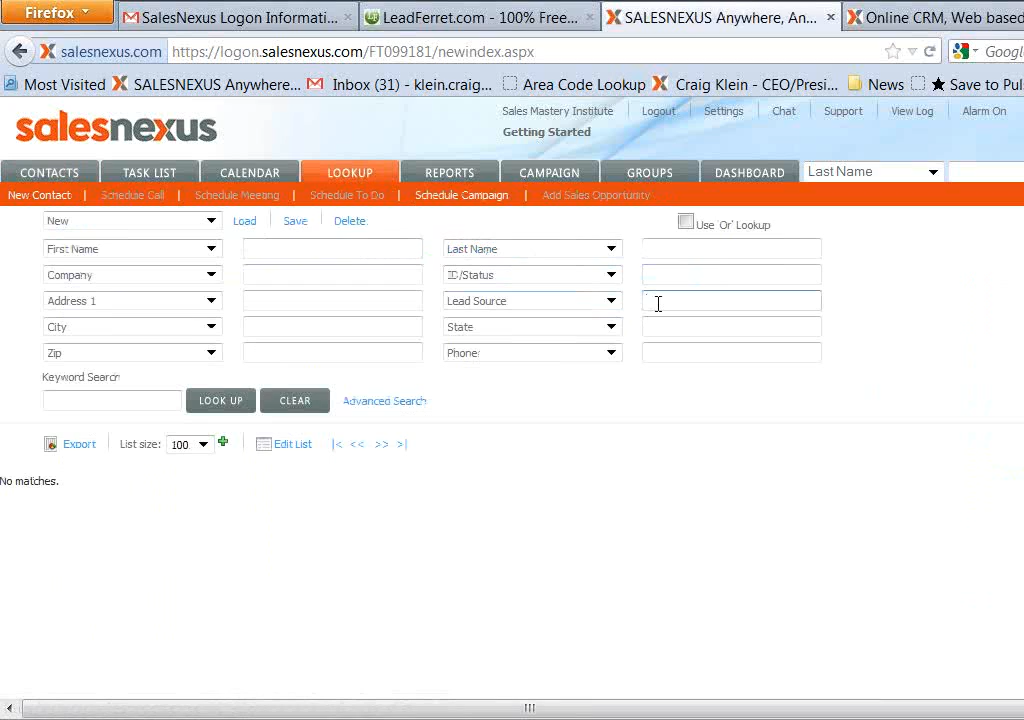 Firefox
SalesNexus Logon Informati... ×
LeadFerret.com - 100% Free... ×
SALESNEXUS Anywhere, An... ×
Online CRM, Web based
salesnexus.com
https://logon.salesnexus.com/FT099181/newindex.aspx
Googl
Most Visited
SALESNEXUS Anywhere...
Inbox (31) - klein.craig...
Area Code Lookup
Craig Klein - CEO/Presi...
News
Save to Pul
salesnexus
Sales Mastery Institute
Logout
Settings
Chat
Support
View Log
Alarm On
Getting Started
CONTACTS
TASK LIST
CALENDAR
LOOKUP
REPORTS
CAMPAIGN
GROUPS
DASHBOARD
Last Name
New Contact |
Schedule Call |
Schedule Meeting |
Schedule To Do |
Schedule Campaign |
Add Sales Opportunity
New
Load
Save
Delete
Use 'Or' Lookup
First Name
Last Name
Company
ID/Status
Address 1
Lead Source
City
State
Zip
Phone
Keyword Search
LOOK UP
CLEAR
Advanced Search
Export
List size: 100
Edit List
|< << >> >|
No matches.